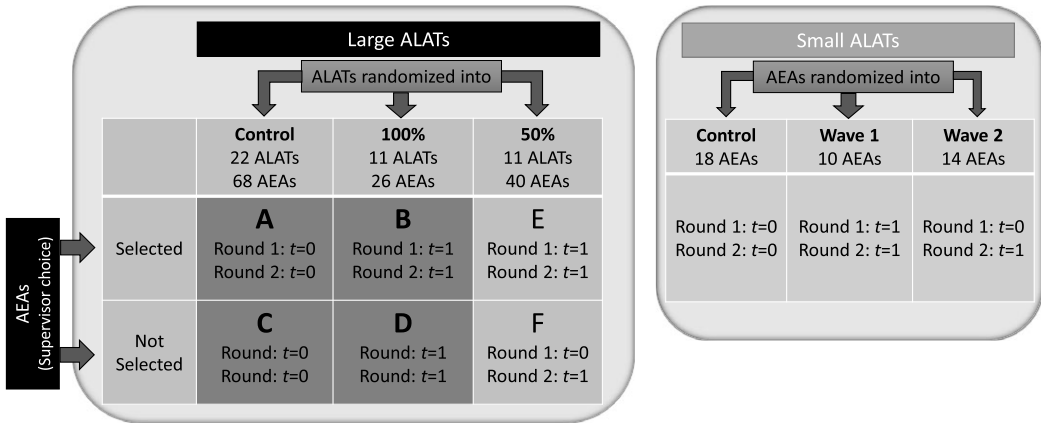 Large ALATs
ALATs randomized into
Control
22 ALATs
68 AEAs
100%
11 ALATs
26 AEAs
50%
11 ALATs
40 AEAs
AEAs
(Supervisor choice)
Selected
A
Round 1: t=0
Round 2: t=0
B
Round 1: t=1
Round 2: t=1
E
Round 1: t=1
Round 2: t=1
Not
Selected
C
Round: t=0
Round: t=0
D
Round: t=1
Round: t=1
F
Round 1: t=0
Round 2: t=1
Small ALATs
AEAs randomized into
Control
18 AEAs
Wave 1
10 AEAs
Wave 2
14 AEAs
Round 1: t=0
Round 2: t=0
Round 1: t=1
Round 2: t=1
Round 1: t=0
Round 2: t=1